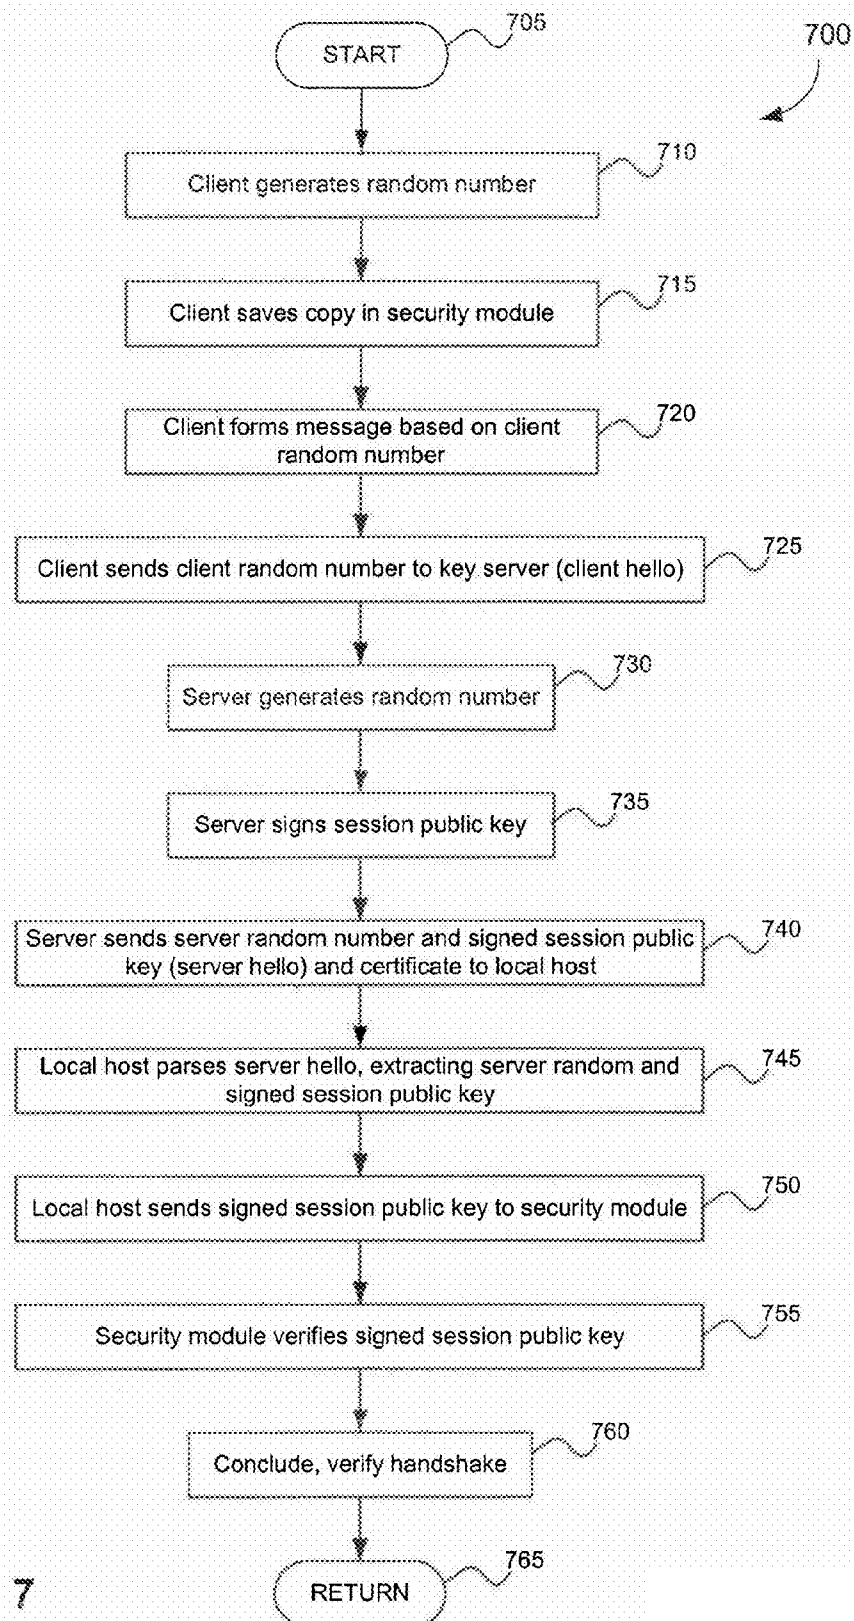 705
START
700
710
Client generates random number
715
Client saves copy in security module
720
Client forms message based on client
random number
725
Client sends client random number to key server (client hello)
730
Server generates random number
735
Server signs session public key
740
Server sends server random number and signed session public
key (server hello) and certificate to local host
745
Local host parses server hello, extracting server random and
signed session public key
750
Local host sends signed session public key to security module
755
Security module verifies signed session public key
760
Conclude, verify handshake
765
RETURN
7